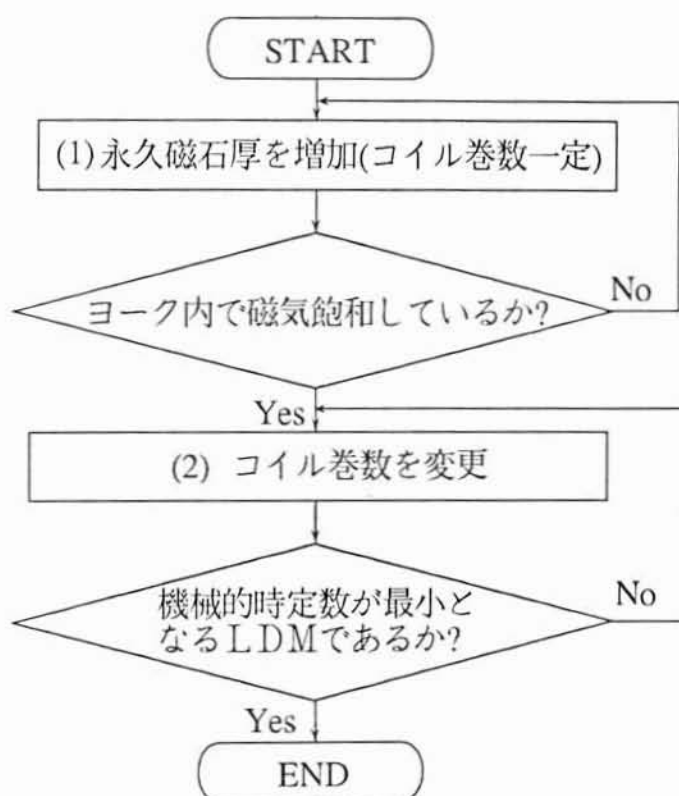 START
(1)永久磁石厚を増加(コイル巻数一定)
ヨーク内で磁気飽和しているか?
No
Yes
(2) コイル巻数を変更
機械的時定数が最小と
なるLDMであるか?
No
Yes
END